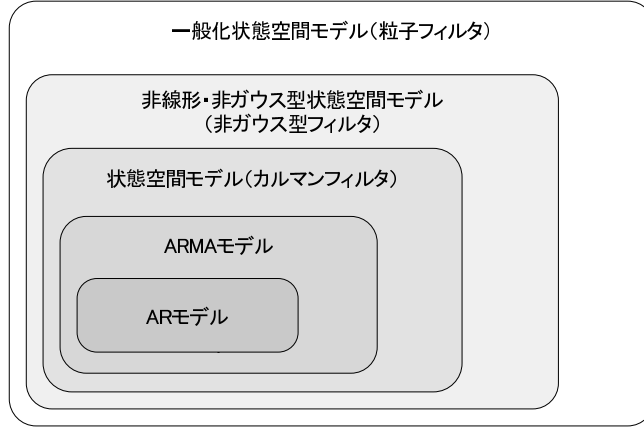 一般化状態空間モデル（粒子フィルタ）
非線形・非ガウス型状態空間モデル
（非ガウス型フィルタ）
状態空間モデル（カルマンフィルタ）
ARMAモデル
ARモデル